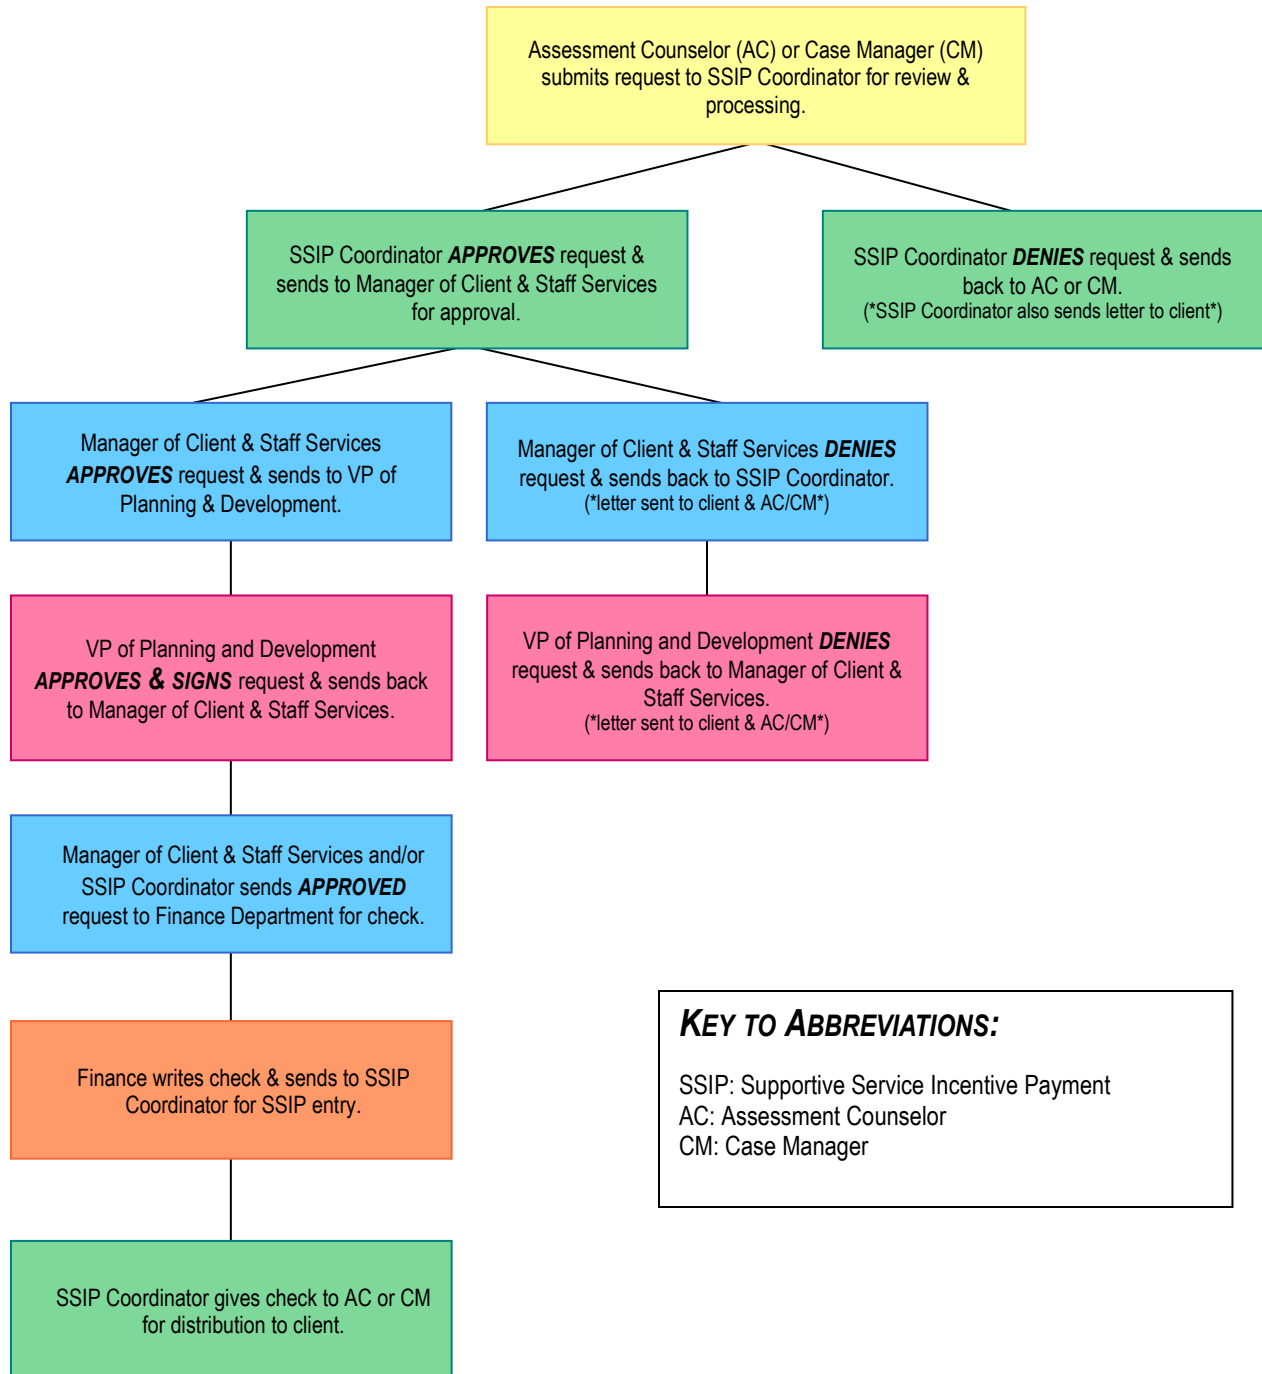 Assessment Counselor (AC) or Case Manager (CM)
submits request to SSIP Coordinator for review &
processing.
SSIP Coordinator APPROVES request &
sends to Manager of Client & Staff Services
for approval.
SSIP Coordinator DENIES request & sends
back to AC or CM.
(*SSIP Coordinator also sends letter to client*)
Manager of Client & Staff Services
APPROVES request & sends to VP of
Planning & Development.
Manager of Client & Staff Services DENIES
request & sends back to SSIP Coordinator.
(*letter sent to client & AC/CM*)
VP of Planning and Development
APPROVES & SIGNS request & sends back
to Manager of Client & Staff Services.
VP of Planning and Development DENIES
request & sends back to Manager of Client &
Staff Services.
(*letter sent to client & AC/CM*)
Manager of Client & Staff Services and/or
SSIP Coordinator sends APPROVED
request to Finance Department for check.
Finance writes check & sends to SSIP
Coordinator for SSIP entry.
SSIP Coordinator gives check to AC or CM
for distribution to client.
KEY TO ABBREVIATIONS:
SSIP: Supportive Service Incentive Payment
AC: Assessment Counselor
CM: Case Manager